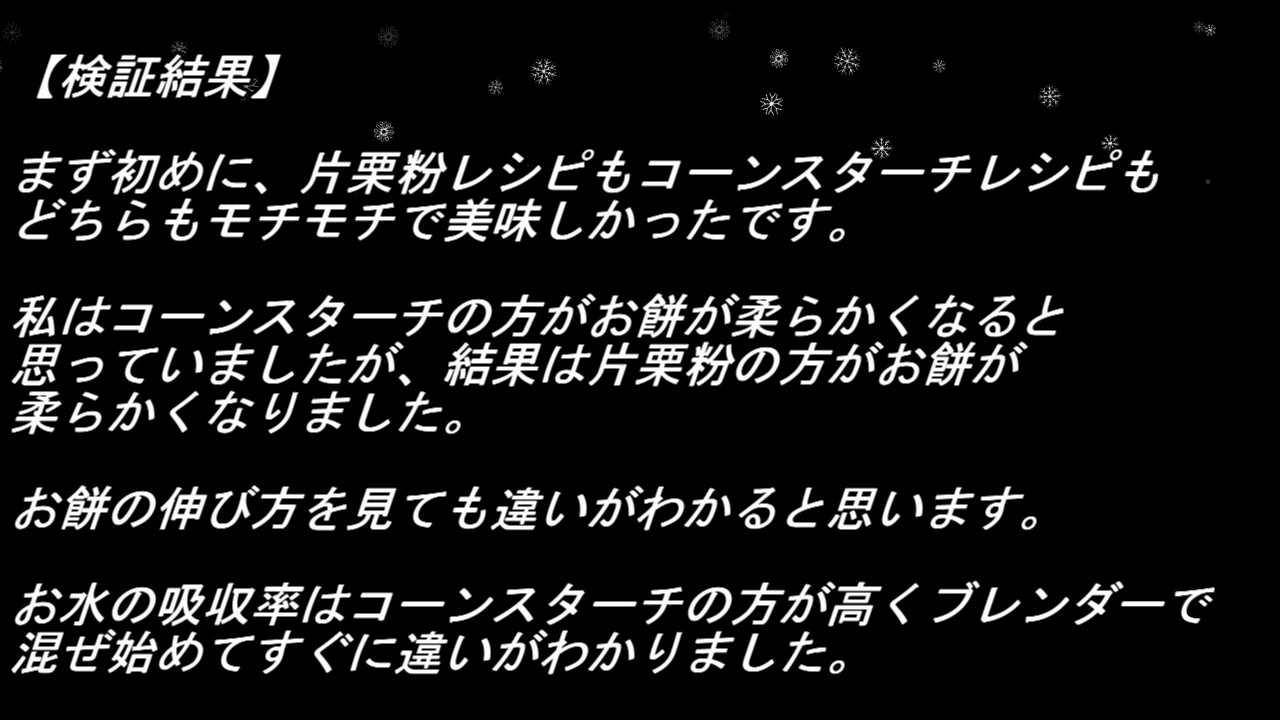 【検証結果】
まず初めに、片栗粉レシピもコーンスターチレシピも
どちらもモチモチで美味しかったです。
私はコーンスターチの方がお餅が柔らかくなると
思っていましたが、結果は片栗粉の方がお餅が
柔らかくなりました。
お餅の伸び方を見ても違いがわかると思います。
お水の吸収率はコーンスターチの方が高くブレンダーで
混ぜ始めてすぐに違いがわかりました。